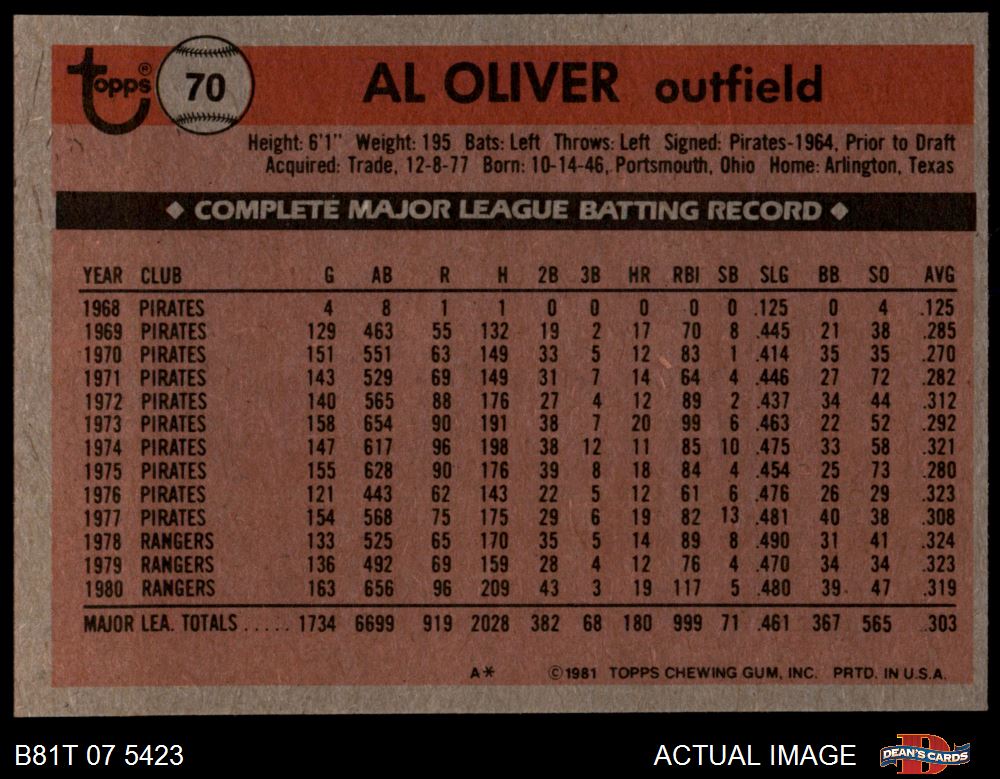 topps® 70 AL OLIVER outfield
Height: 6'1" Weight: 195 Bats: Left Throws: Left Signed: Pirates-1964, Prior to Draft
Acquired: Trade, 12-8-77 Born: 10-14-46, Portsmouth, Ohio Home: Arlington, Texas
◆ COMPLETE MAJOR LEAGUE BATTING RECORD ◆
YEAR CLUB G AB R H 2B 3B HR RBI SB SLG BB SO AVG
1968 PIRATES 4 8 1 1 0 0 0 0 0 .125 0 4 .125
1969 PIRATES 129 463 55 132 19 2 17 70 8 .445 21 38 .285
1970 PIRATES 151 551 63 149 33 5 12 83 1 .414 35 35 .270
1971 PIRATES 143 529 69 149 31 7 14 64 4 .446 27 72 .282
1972 PIRATES 140 565 88 176 27 4 12 89 2 .437 34 44 .312
1973 PIRATES 158 654 90 191 38 7 20 99 6 .463 22 52 .292
1974 PIRATES 147 617 96 198 38 12 11 85 10 .475 33 58 .321
1975 PIRATES 155 628 90 176 39 8 18 84 4 .454 25 73 .280
1976 PIRATES 121 443 62 143 22 5 12 61 6 .476 26 29 .323
1977 PIRATES 154 568 75 175 29 6 19 82 13 .481 40 38 .308
1978 RANGERS 133 525 65 170 35 5 14 89 8 .490 31 41 .324
1979 RANGERS 136 492 69 159 28 4 12 76 4 .470 34 34 .323
1980 RANGERS 163 656 96 209 43 3 19 117 5 .480 39 47 .319
MAJOR LEA. TOTALS ..... 1734 6699 919 2028 382 68 180 999 71 .461 367 565 .303
A* ©1981 TOPPS CHEWING GUM, INC. PRTD. IN U.S.A.
B81T 07 5423 ACTUAL IMAGE DEAN'S CARDS